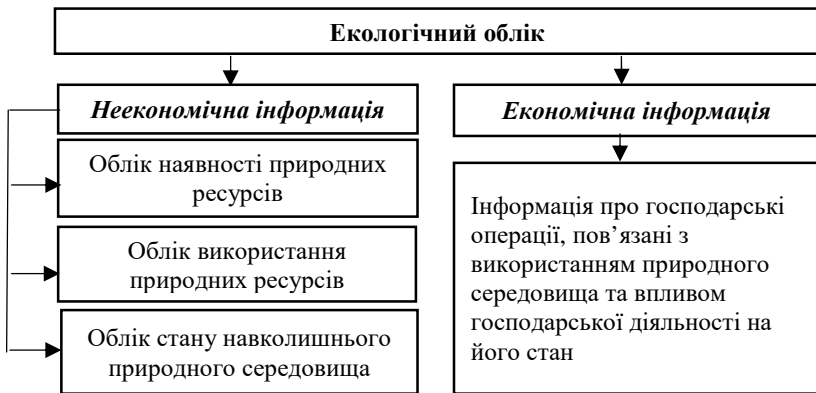 Екологічний облік
Неекономічна інформація
Облік наявності природних
ресурсів
Облік використання
природних ресурсів
Облік стану навколишнього
природного середовища
Економічна інформація
Інформація про господарські
операції, пов’язані з
використанням природного
середовища та впливом
господарської діяльності на
його стан